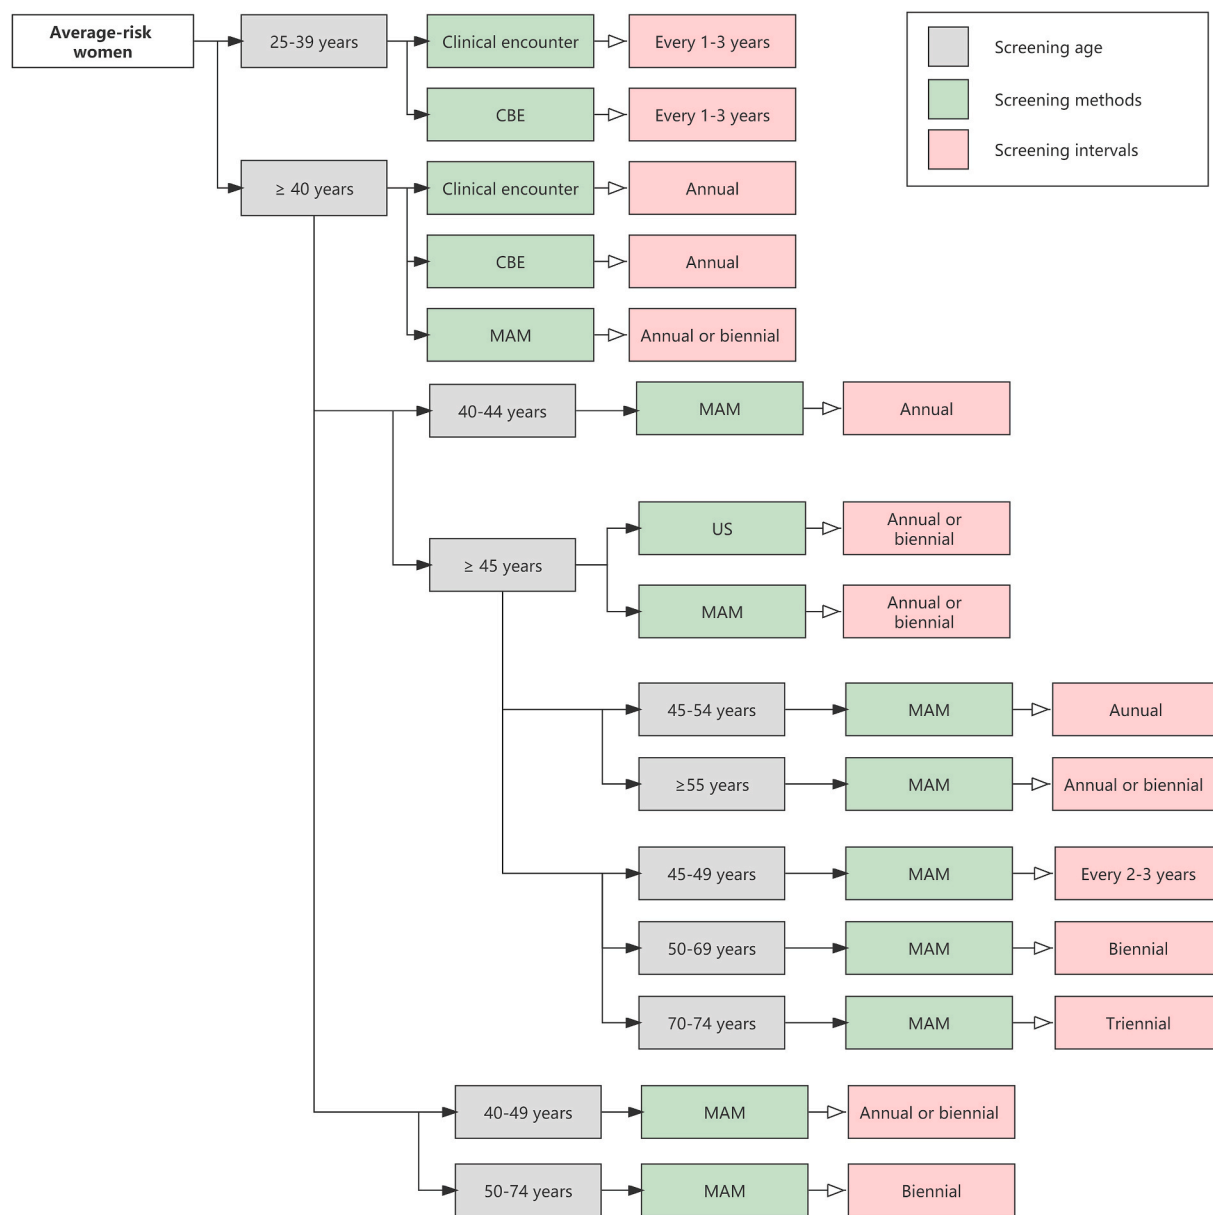 Average-risk
women
25-39 years
Clinical encounter
Every 1-3 years
CBE
Every 1-3 years
≥ 40 years
Clinical encounter
Annual
CBE
Annual
MAM
Annual or biennial
40-44 years
MAM
Annual
≥ 45 years
US
Annual or
biennial
MAM
Annual or
biennial
45-54 years
MAM
Aunual
≥55 years
MAM
Annual or biennial
45-49 years
MAM
Every 2-3 years
50-69 years
MAM
Biennial
70-74 years
MAM
Triennial
40-49 years
MAM
Annual or biennial
50-74 years
MAM
Biennial
Screening age
Screening methods
Screening intervals